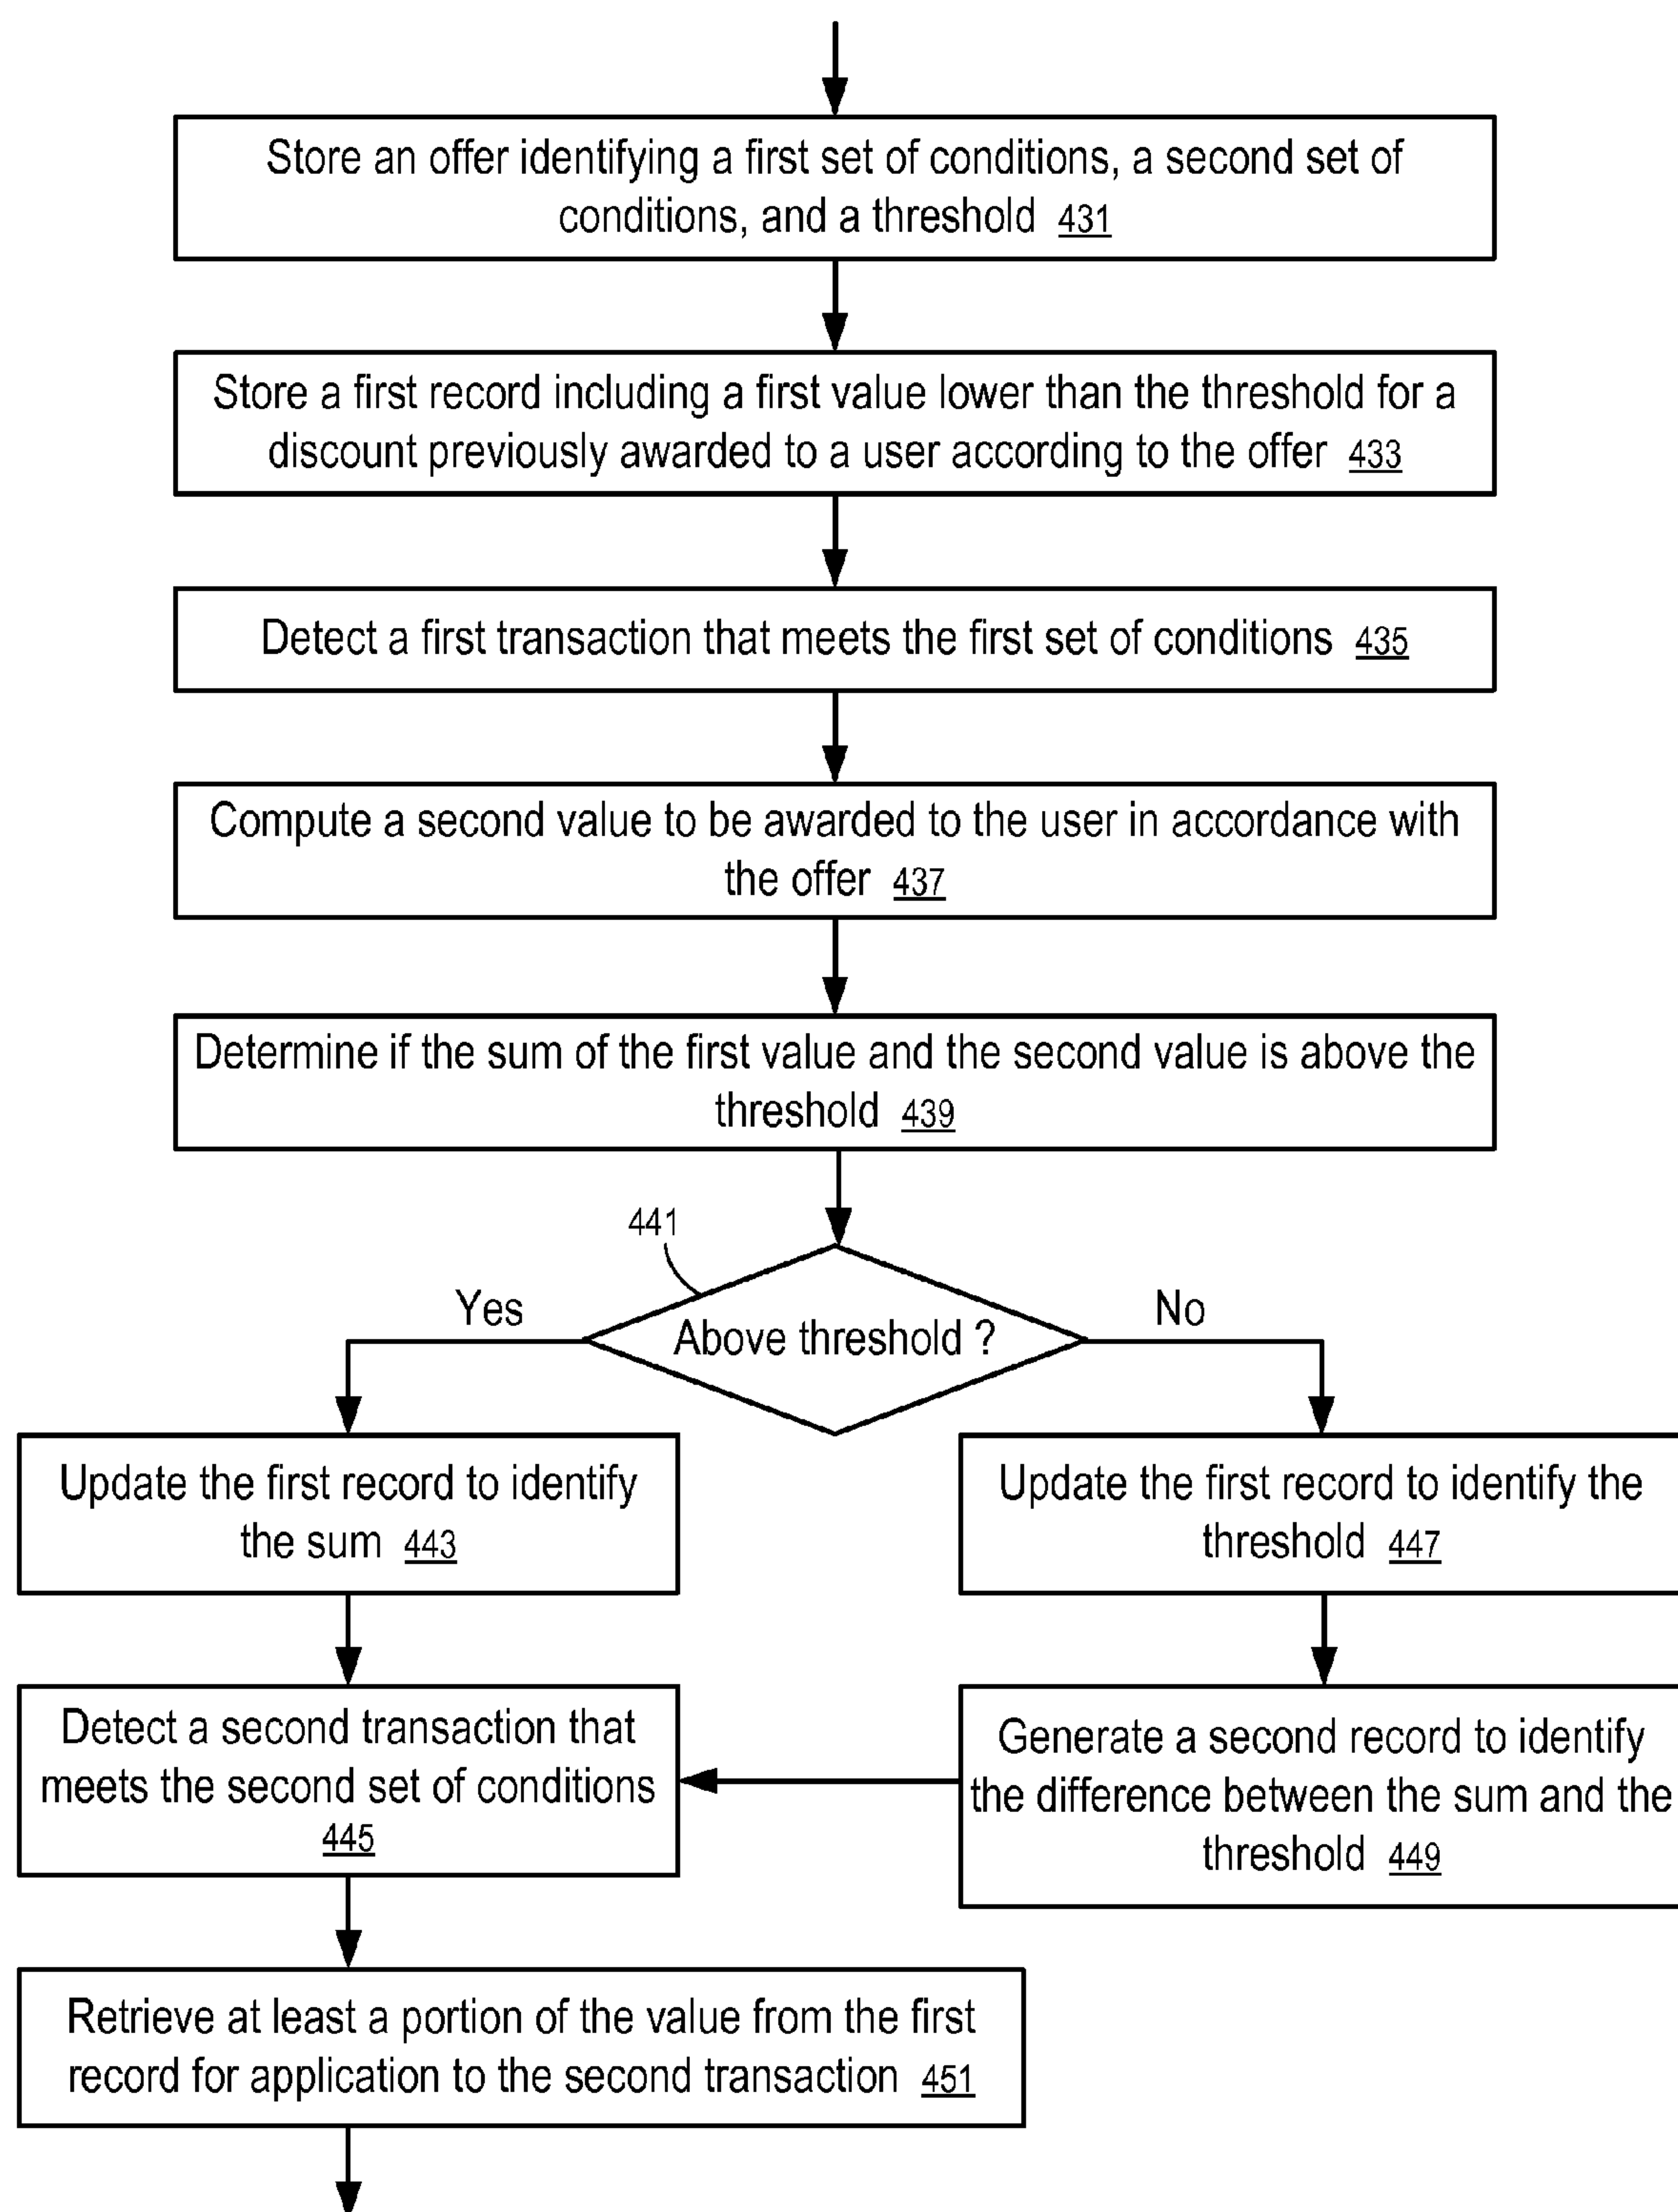 Store an offer identifying a first set of conditions, a second set of
conditions, and a threshold 431
Store a first record including a first value lower than the threshold for a
discount previously awarded to a user according to the offer 433
Detect a first transaction that meets the first set of conditions 435
Compute a second value to be awarded to the user in accordance with
the offer 437
Determine if the sum of the first value and the second value is above the
threshold 439
441
Yes
Above threshold ?
No
Update the first record to identify
the sum 443
Update the first record to identify the
threshold 447
Detect a second transaction that
meets the second set of conditions
445
Generate a second record to identify
the difference between the sum and the
threshold 449
Retrieve at least a portion of the value from the first
record for application to the second transaction 451